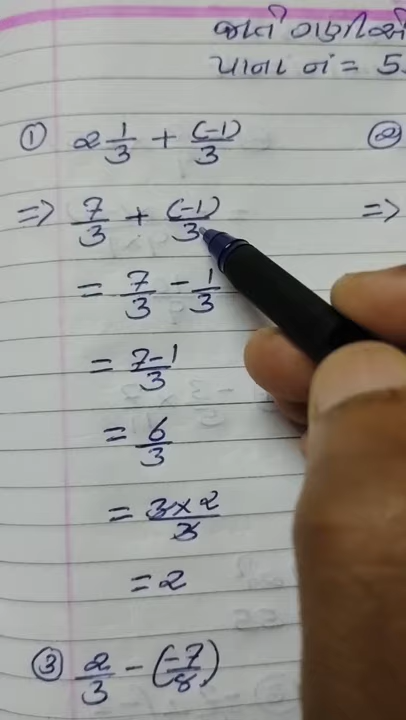 જાતે ગણીએ
પાના નં = 5
① 2 1/3 + (-1)/3
②
⇒ 7/3 + (-1)/3
⇒
= 7/3 - 1/3
= 7-1/3
= 6/3
= 3×2/3
= 2
③ 2/3 - (-7/8)